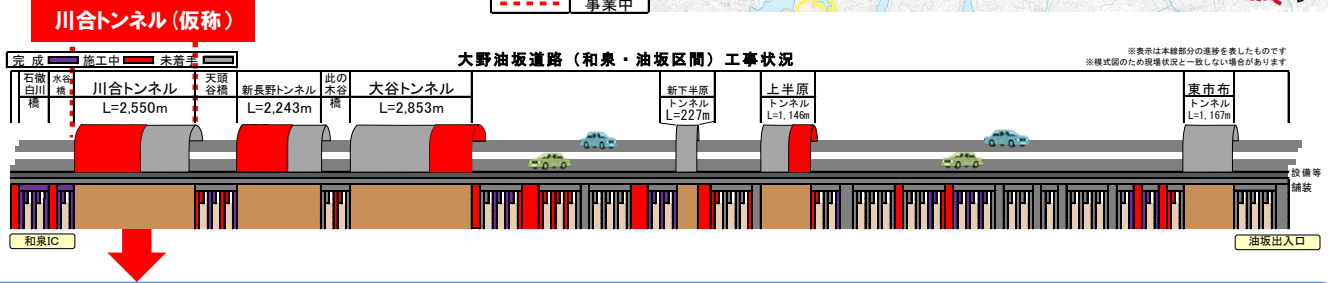 事業中
川合トンネル(仮称)
完成 施工中 未着手
大野油坂道路(和泉・油坂区間)工事状況
※表示は本線部分の進捗を表したものです
※模式図のため現場状況と一致しない場合があります
石徹白川橋
水谷橋
川合トンネル
L=2,550m
天頭谷橋
新長野トンネル
L=2,243m
此の木谷橋
大谷トンネル
L=2,853m
新下半原
トンネル
L=227m
上半原
トンネル
L=1,146m
東市布
トンネル
L=1,167m
設備等
舗装
和泉IC
油坂出入口